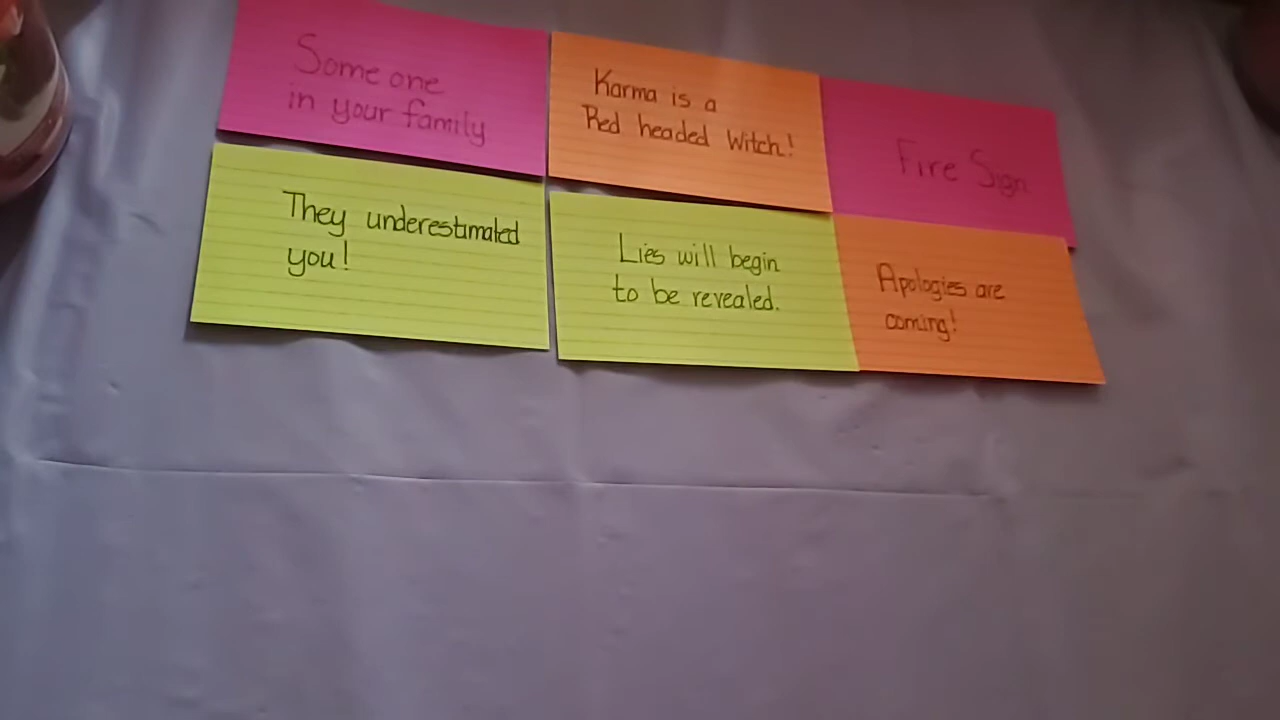 Some one
in your family
Karma is a
Red headed Witch!
Fire Sign
They underestimated
you!
Lies will begin
to be revealed.
Apologies are
coming!